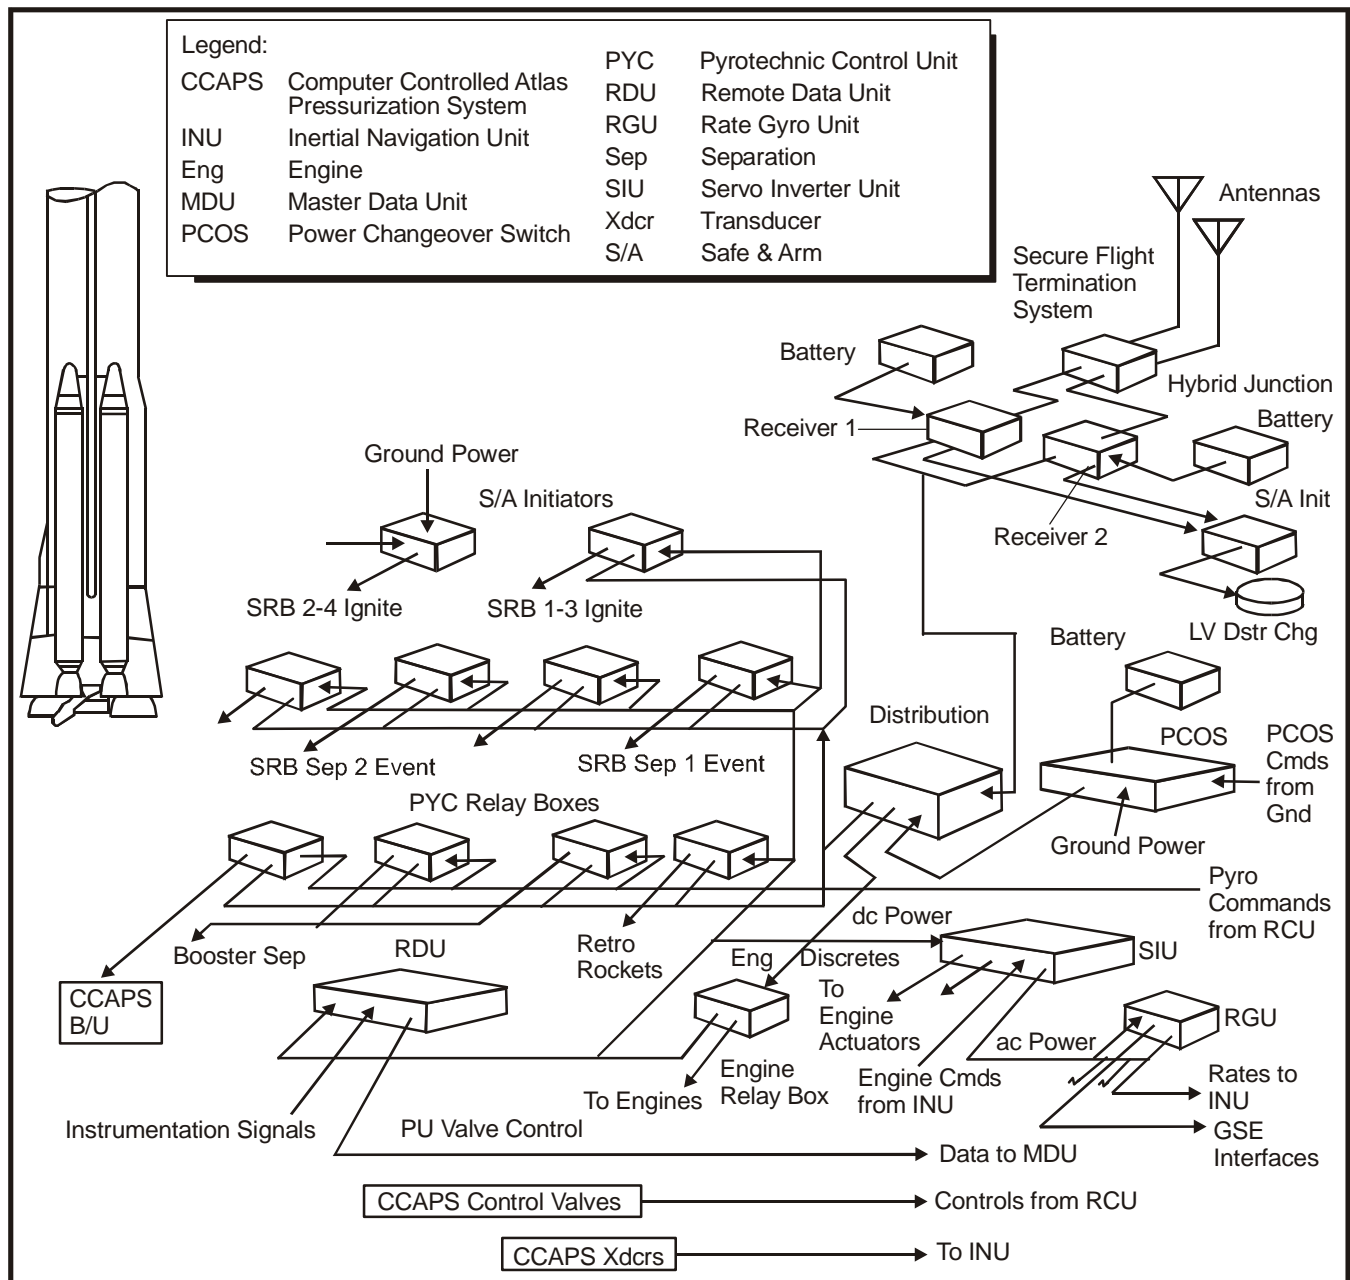 Legend:
CCAPS Computer Controlled Atlas
Pressurization System
INU Inertial Navigation Unit
Eng Engine
MDU Master Data Unit
PCOS Power Changeover Switch
PYC Pyrotechnic Control Unit
RDU Remote Data Unit
RGU Rate Gyro Unit
Sep Separation
SIU Servo Inverter Unit
Xdcr Transducer
S/A Safe & Arm
Antennas
Secure Flight
Termination
System
Battery
Hybrid Junction
Receiver 1
Battery
Ground Power
S/A Initiators
S/A Init
Receiver 2
SRB 2-4 Ignite
SRB 1-3 Ignite
LV Dstr Chg
Battery
Distribution
PCOS
PCOS
Cmds
from
Gnd
SRB Sep 2 Event
SRB Sep 1 Event
PYC Relay Boxes
Ground Power
Pyro
Commands
from RCU
dc Power
Booster Sep
RDU
Retro
Rockets
Eng Discretes
SIU
CCAPS
B/U
To
Engine
Actuators
RGU
ac Power
Engine
Relay Box
To Engines
Engine Cmds
from INU
Rates to
INU
GSE
Interfaces
Instrumentation Signals
PU Valve Control
Data to MDU
CCAPS Control Valves
Controls from RCU
CCAPS Xdcrs
To INU